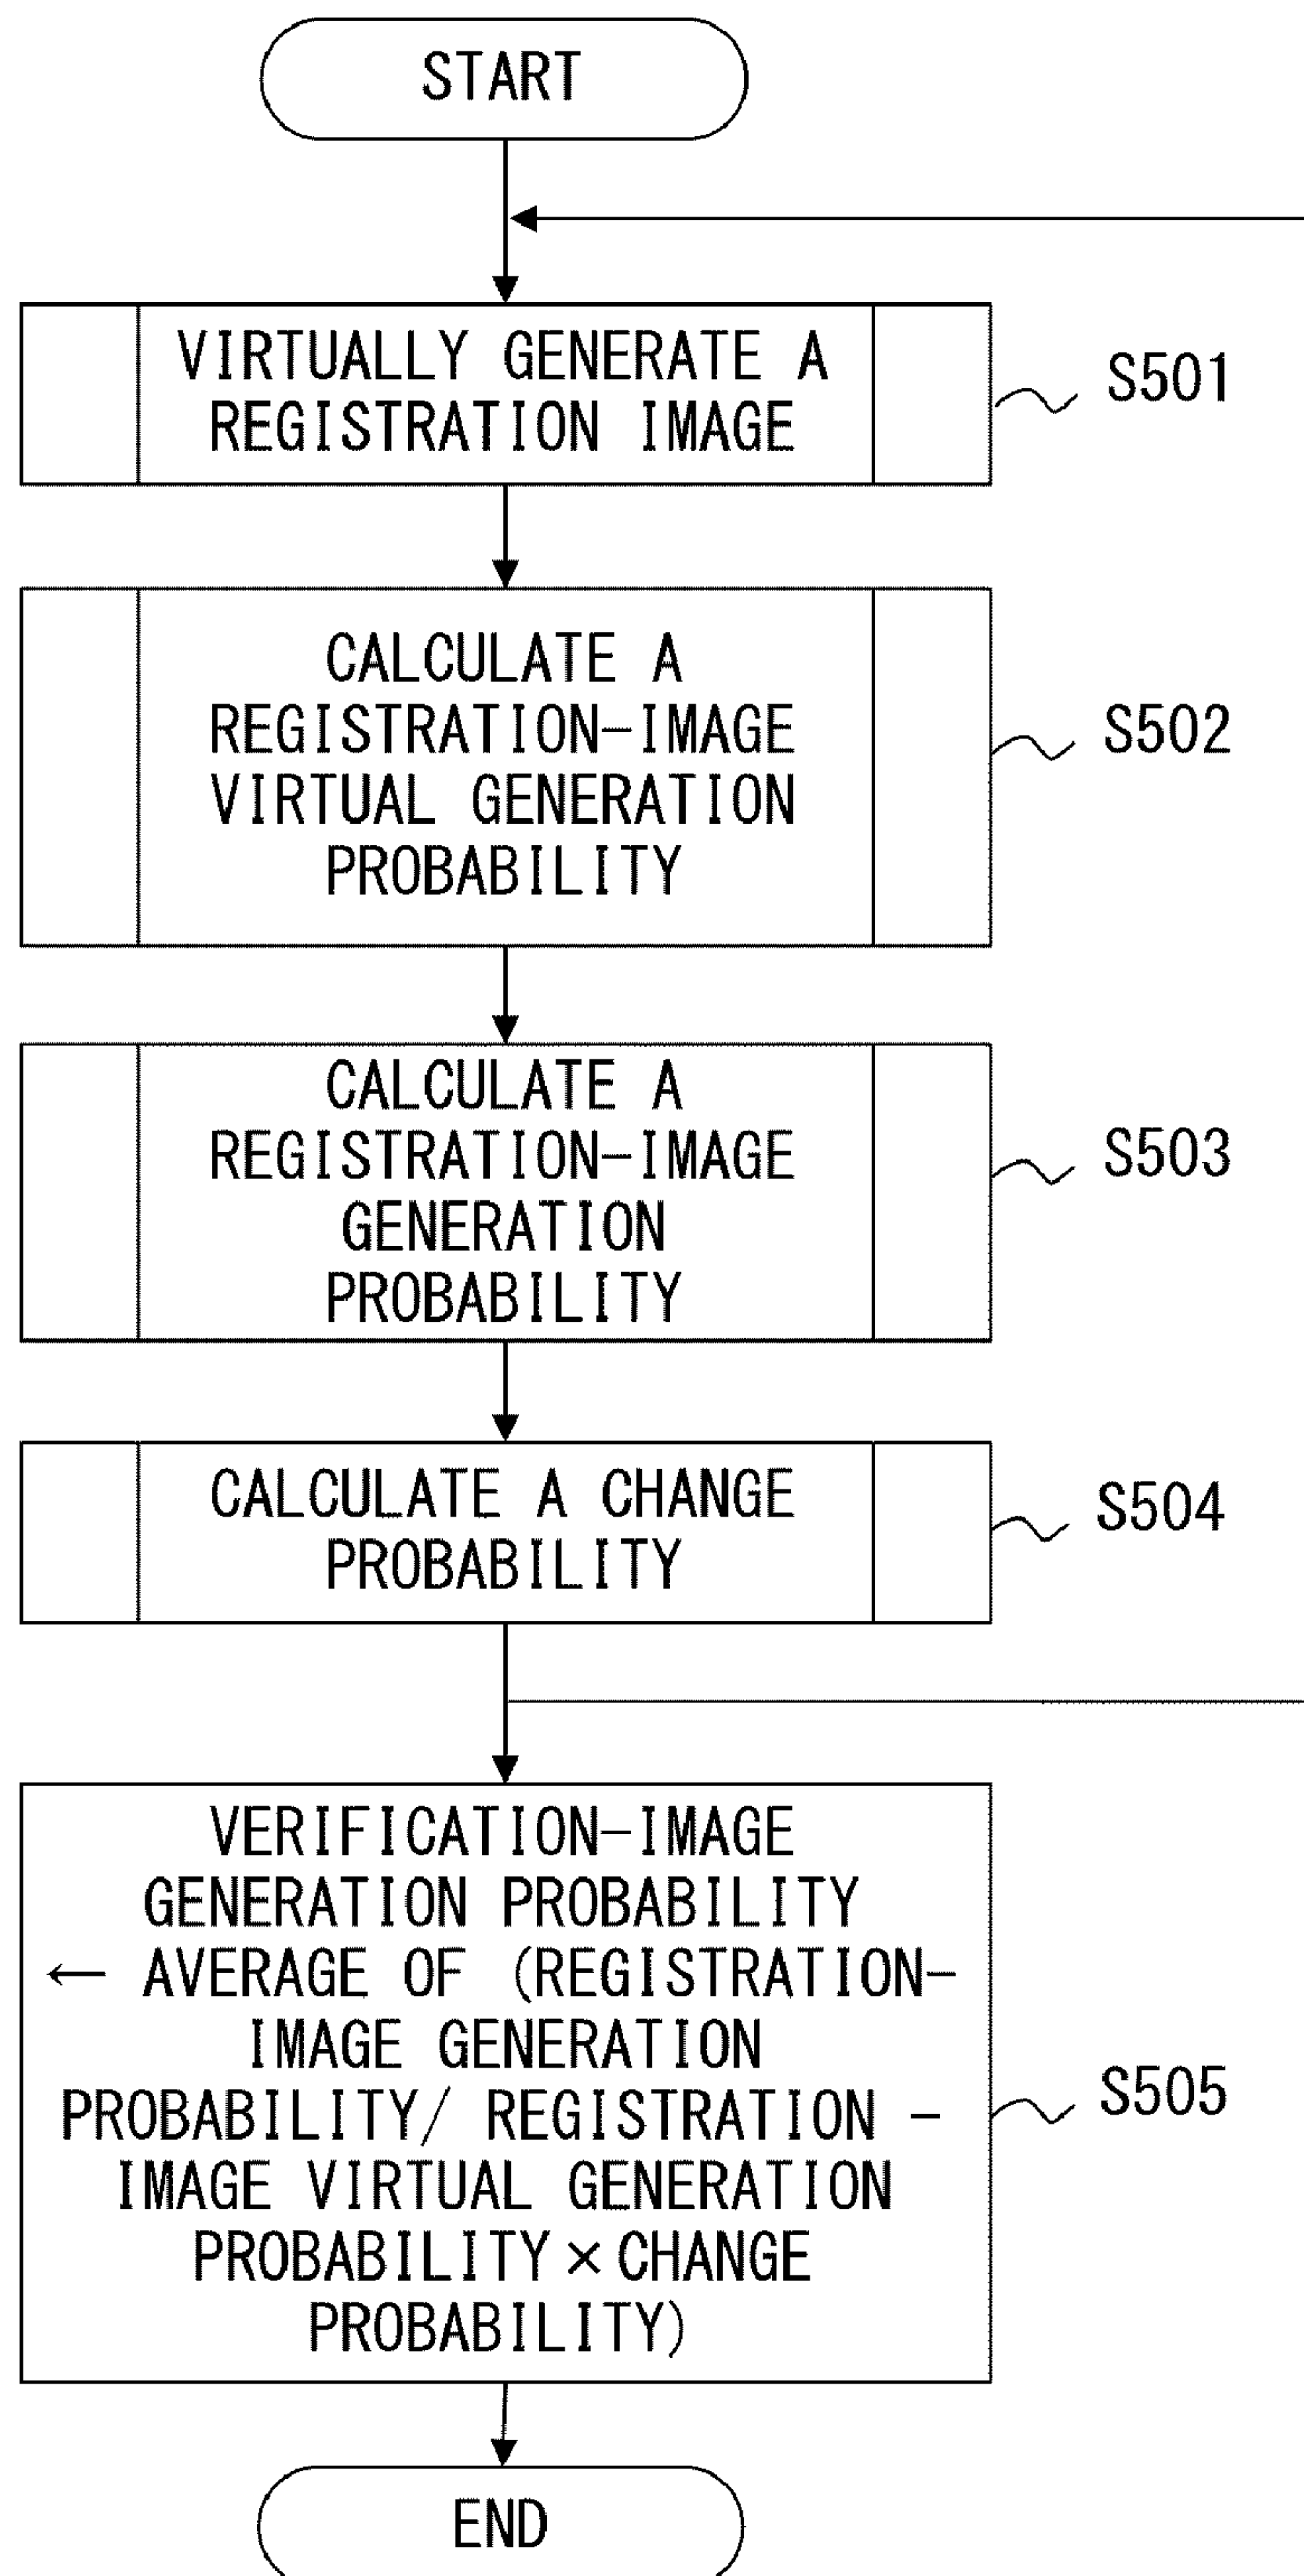 START
VIRTUALLY GENERATE A
REGISTRATION IMAGE
S501
CALCULATE A
REGISTRATION-IMAGE
VIRTUAL GENERATION
PROBABILITY
S502
CALCULATE A
REGISTRATION-IMAGE
GENERATION
PROBABILITY
S503
CALCULATE A CHANGE
PROBABILITY
S504
VERIFICATION-IMAGE
GENERATION PROBABILITY
← AVERAGE OF (REGISTRATION-
IMAGE GENERATION
PROBABILITY/ REGISTRATION -
IMAGE VIRTUAL GENERATION
PROBABILITY × CHANGE
PROBABILITY)
S505
END